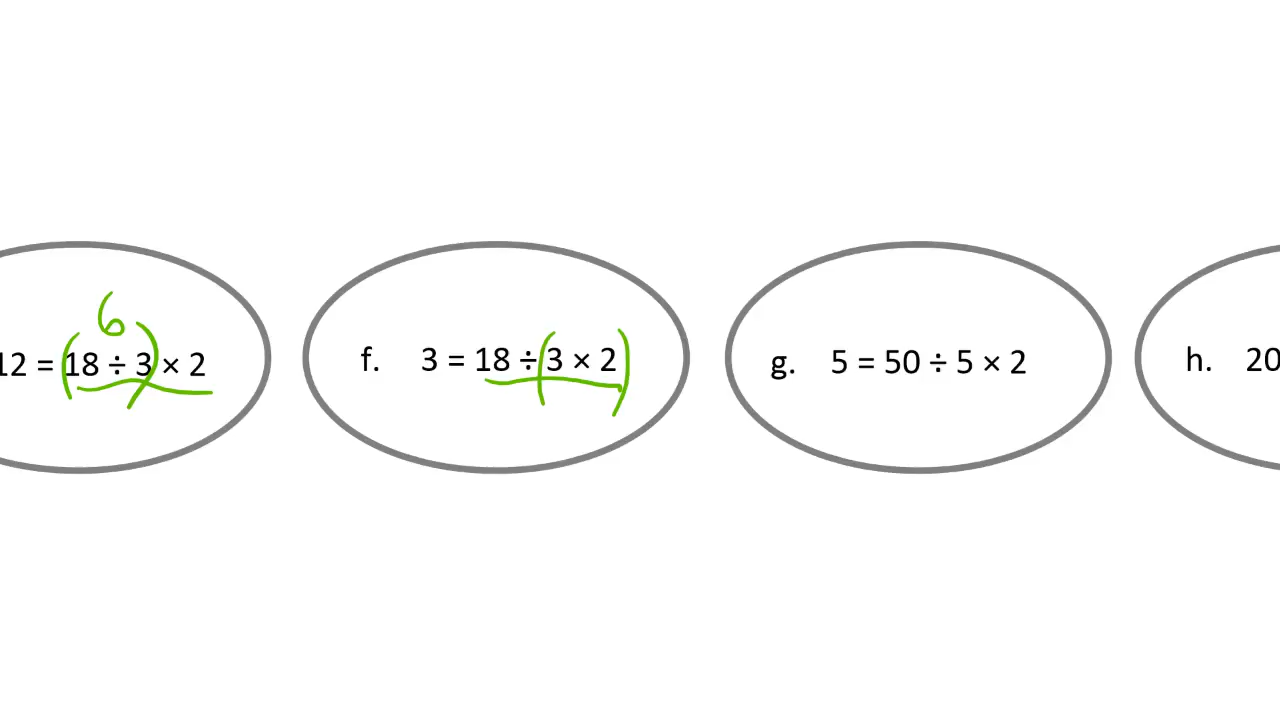 6
12 = (18 ÷ 3) × 2
f. 3 = 18 ÷ (3 × 2)
g. 5 = 50 ÷ 5 × 2
h. 20